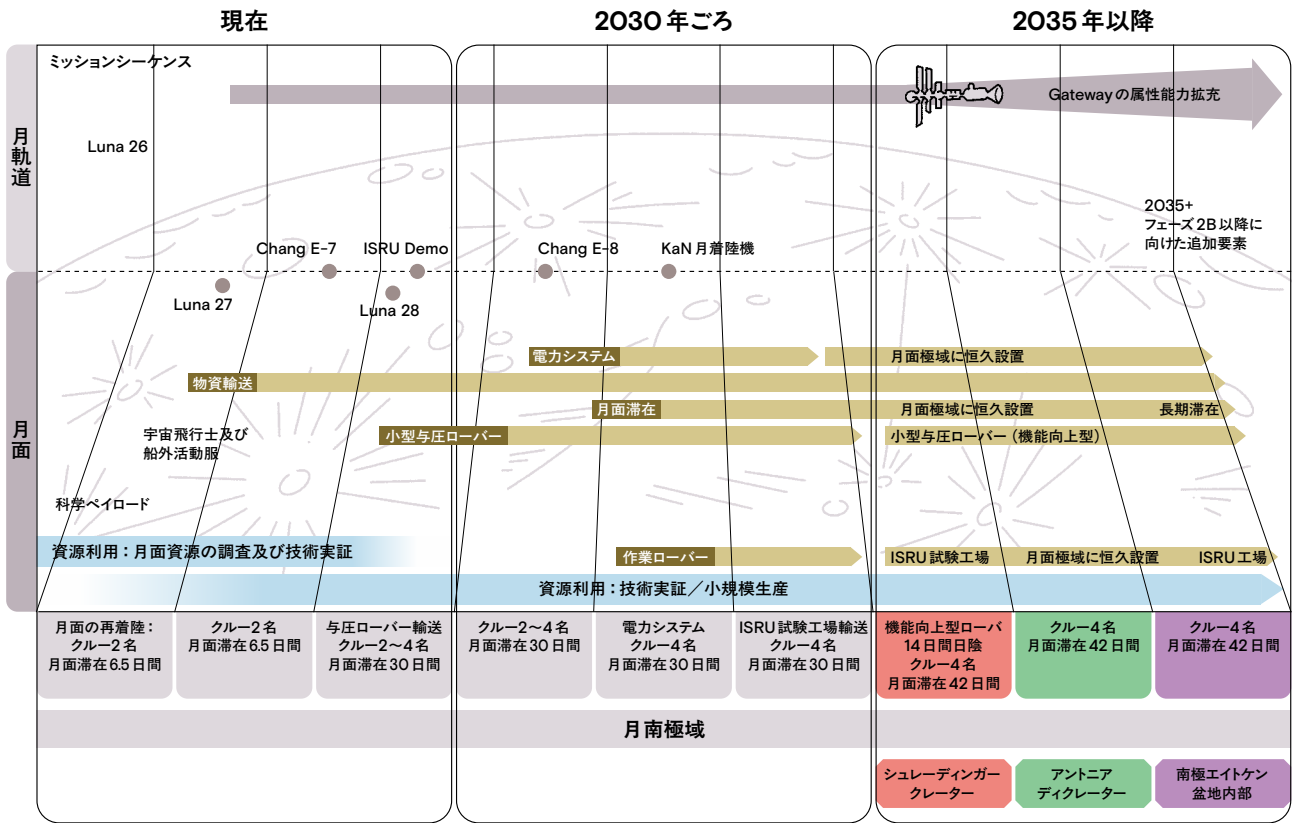 現在
2030年ごろ
2035年以降
月軌道
ミッションシーケンス
Gatewayの属性能力拡充
Luna 26
2035+
フェーズ2B以降に
向けた追加要素
Chang E-7
ISRU Demo
Chang E-8
KaN月着陸機
Luna 27
Luna 28
月面
電力システム
月面極域に恒久設置
物資輸送
月面滞在
月面極域に恒久設置
長期滞在
宇宙飛行士及び
船外活動服
小型与圧ローバー
小型与圧ローバー（機能向上型）
科学ペイロード
資源利用：月面資源の調査及び技術実証
作業ローバー
ISRU試験工場
月面極域に恒久設置
ISRU工場
資源利用：技術実証／小規模生産
月面の再着陸：
クルー2名
月面滞在6.5日間
クルー2名
月面滞在6.5日間
与圧ローバー輸送
クルー2〜4名
月面滞在30日間
クルー2〜4名
月面滞在30日間
電力システム
クルー4名
月面滞在30日間
ISRU試験工場輸送
クルー4名
月面滞在30日間
機能向上型ローバ
14日間日陰
クルー4名
月面滞在42日間
クルー4名
月面滞在42日間
クルー4名
月面滞在42日間
月南極域
シュレーディンガー
クレーター
アントニア
ディクレーター
南極エイトケン
盆地内部